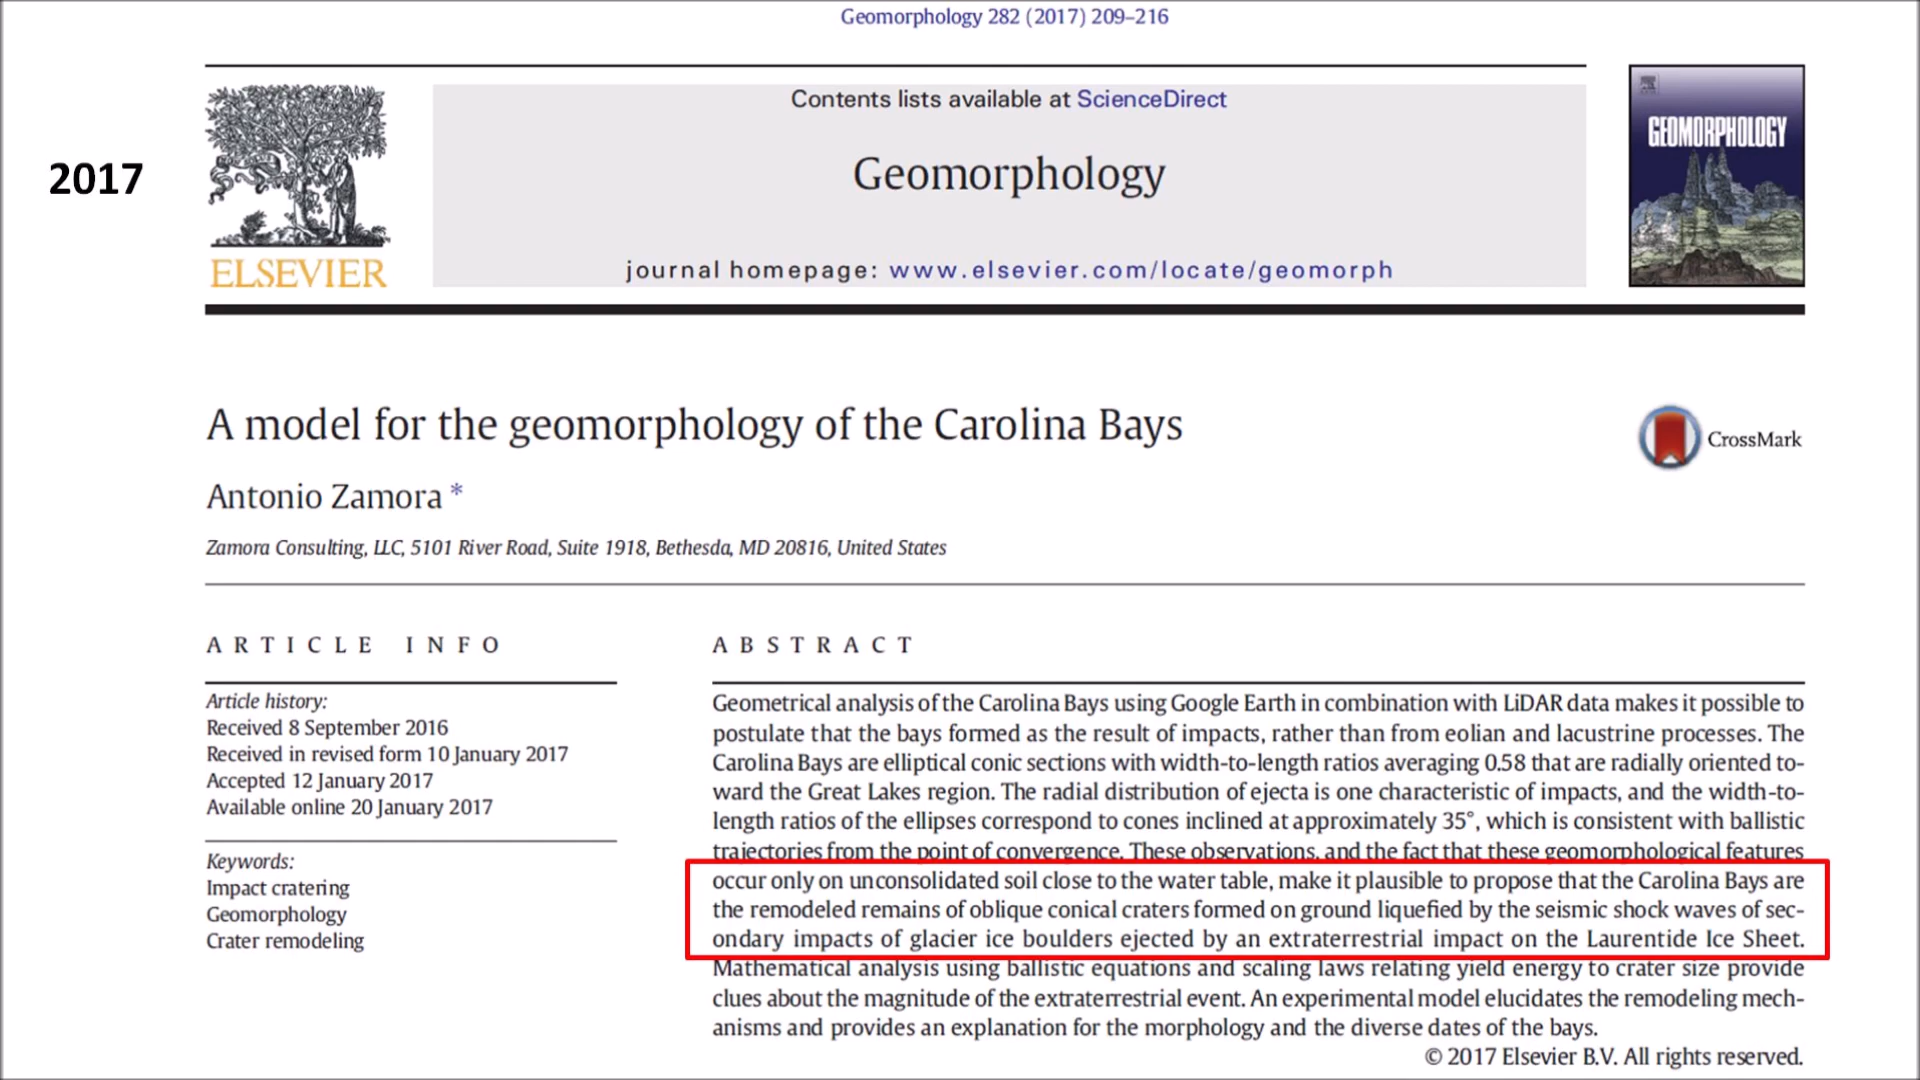 Geomorphology 282 (2017) 209–216
2017
ELSEVIER
Contents lists available at ScienceDirect
Geomorphology
journal homepage: www.elsevier.com/locate/geomorph
GEOMORPHOLOGY
A model for the geomorphology of the Carolina Bays
CrossMark
Antonio Zamora *
Zamora Consulting, LLC, 5101 River Road, Suite 1918, Bethesda, MD 20816, United States
ARTICLE INFO
Article history:
Received 8 September 2016
Received in revised form 10 January 2017
Accepted 12 January 2017
Available online 20 January 2017
Keywords:
Impact cratering
Geomorphology
Crater remodeling
ABSTRACT
Geometrical analysis of the Carolina Bays using Google Earth in combination with LiDAR data makes it possible to
postulate that the bays formed as the result of impacts, rather than from eolian and lacustrine processes. The
Carolina Bays are elliptical conic sections with width-to-length ratios averaging 0.58 that are radially oriented to-
ward the Great Lakes region. The radial distribution of ejecta is one characteristic of impacts, and the width-to-
length ratios of the ellipses correspond to cones inclined at approximately 35°, which is consistent with ballistic
trajectories from the point of convergence. These observations, and the fact that these geomorphological features
occur only on unconsolidated soil close to the water table, make it plausible to propose that the Carolina Bays are
the remodeled remains of oblique conical craters formed on ground liquefied by the seismic shock waves of sec-
ondary impacts of glacier ice boulders ejected by an extraterrestrial impact on the Laurentide Ice Sheet.
Mathematical analysis using ballistic equations and scaling laws relating yield energy to crater size provide
clues about the magnitude of the extraterrestrial event. An experimental model elucidates the remodeling mech-
anisms and provides an explanation for the morphology and the diverse dates of the bays.
© 2017 Elsevier B.V. All rights reserved.